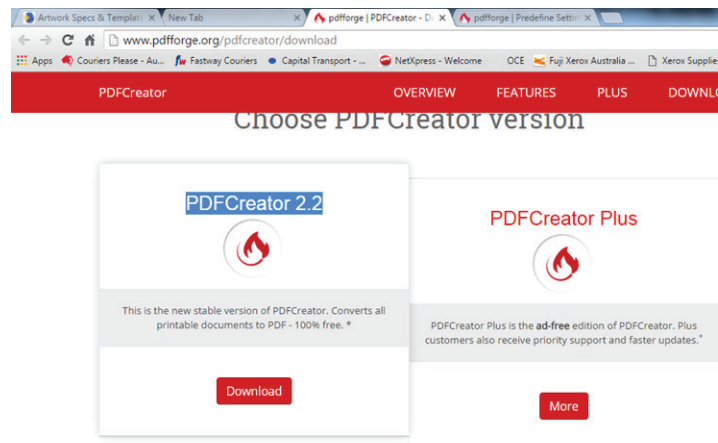 Artwork Specs & Templat
New Tab
pdfforge | PDFCreator - D
pdfforge | Predefine Settin
www.pdfforge.org/pdfcreator/download
Apps Couriers Please - Au... fw Fastway Couriers Capital Transport - ... NetXpress - Welcome OCE Fuji Xerox Australia ... Xerox Supplie
PDFCreator OVERVIEW FEATURES PLUS DOWNL
Choose PDFCreator version
PDFCreator 2.2
This is the new stable version of PDFCreator. Converts all
printable documents to PDF - 100% free. *
Download
PDFCreator Plus
PDFCreator Plus is the ad-free edition of PDFCreator. Plus
customers also receive priority support and faster updates.*
More